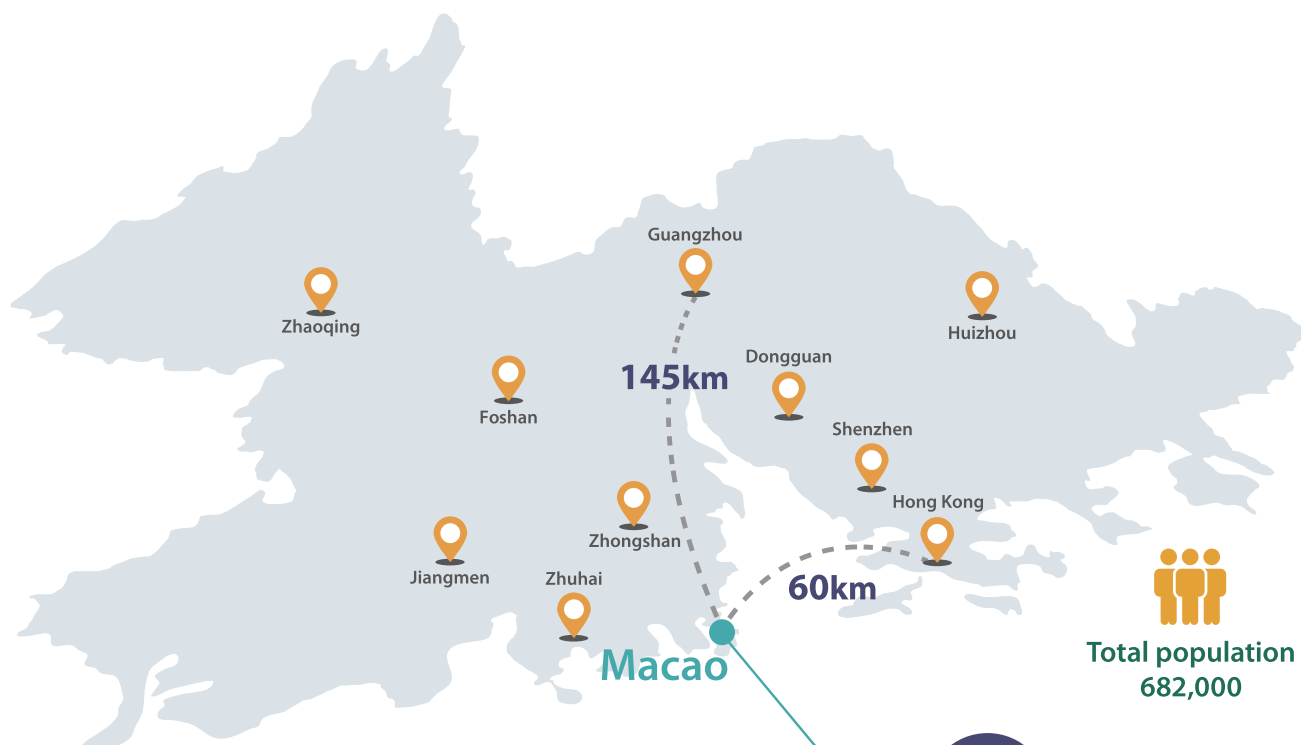 Guangzhou
Zhaoqing
Huizhou
Dongguan
145km
Foshan
Shenzhen
Hong Kong
Zhongshan
Jiangmen
Zhuhai
60km
Macao
Total population
682,000